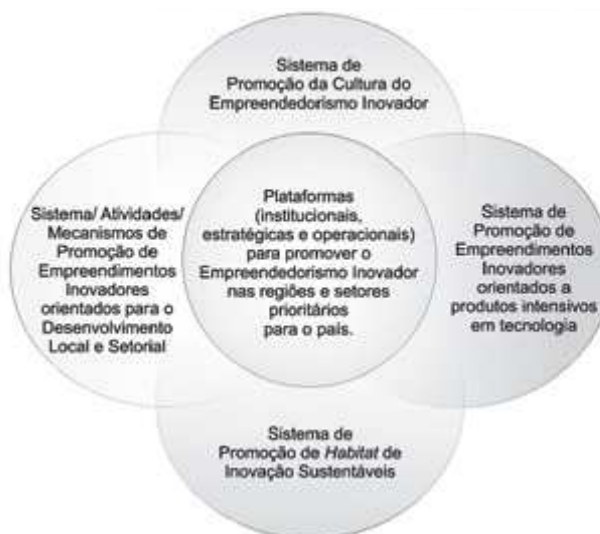 Sistema de
Promoção da Cultura do
Empreendedorismo Inovador
Sistema/ Atividades/
Mecanismos de
Promoção de
Empreendimentos
Inovadores
orientados para o
Desenvolvimento
Local e Setorial
Plataformas
(institucionais,
estratégicas e operacionais)
para promover o
Empreendedorismo Inovador
nas regiões e setores
prioritários
para o país.
Sistema de
Promoção de
Empreendimentos
Inovadores
orientados a
produtos intensivos
em tecnologia
Sistema de
Promoção de Habitat de
Inovação Sustentáveis